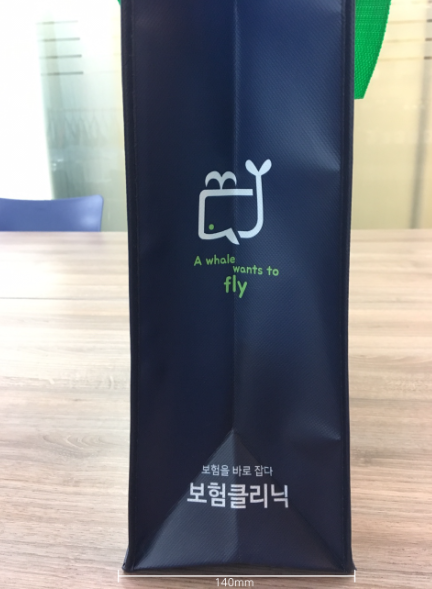 A whale
wants to
fly
보험을 바로 잡다
보험클리닉
140mm